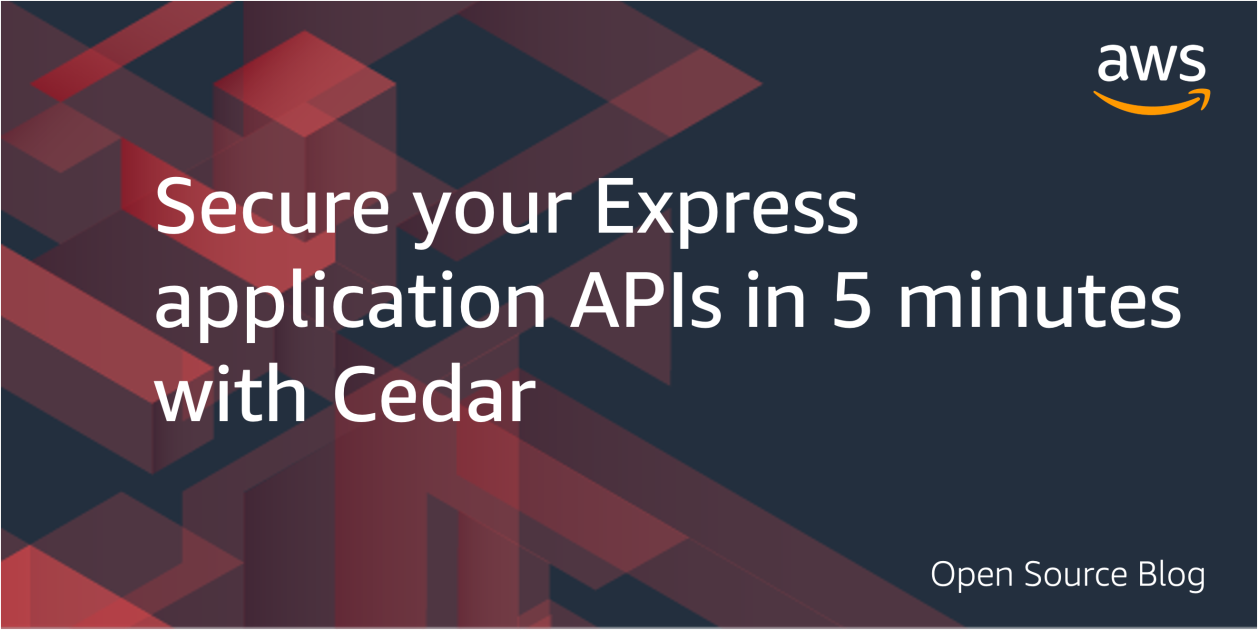 aws
Secure your Express
application APIs in 5 minutes
with Cedar
Open Source Blog